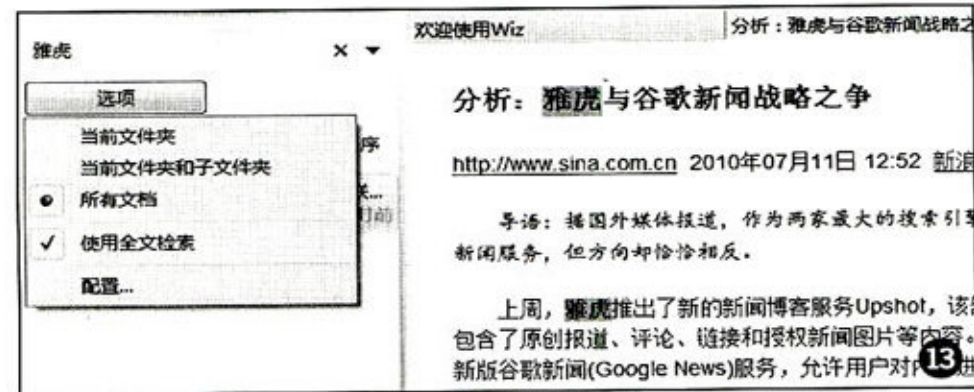 雅虎
选项
当前文件夹
当前文件夹和子文件夹
所有文档
使用全文检索
配置...
序
...
时前
欢迎使用Wiz
分析：雅虎与谷歌新闻战略之
分析：雅虎与谷歌新闻战略之争
http://www.sina.com.cn 2010年07月11日 12:52 新浪
导语：据国外媒体报道，作为两家最大的搜索引擎
新闻服务，但方向却恰恰相反。
上周，雅虎推出了新的新闻博客服务Upshot，该
包含了原创报道、评论、链接和授权新闻图片等内容。
新版谷歌新闻(Google News)服务，允许用户对
13